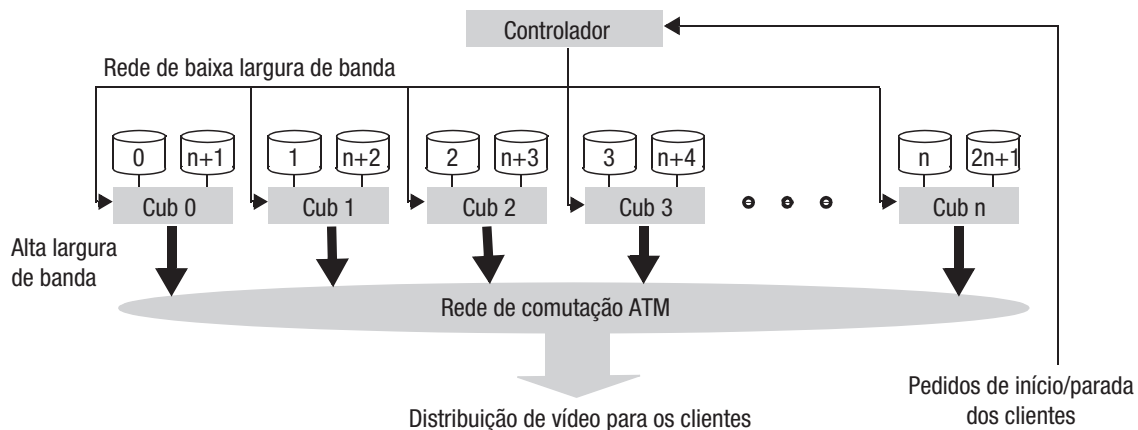 Controlador
Rede de baixa largura de banda
0
n+1
1
n+2
2
n+3
3
n+4
n
2n+1
Cub 0
Cub 1
Cub 2
Cub 3
Cub n
Alta largura
de banda
Rede de comutação ATM
Pedidos de início/parada
dos clientes
Distribuição de vídeo para os clientes